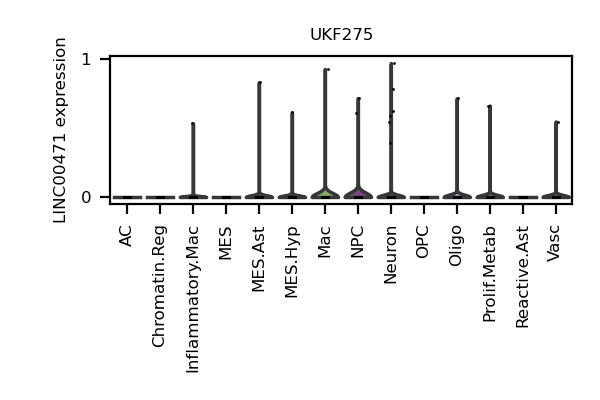 UKF275
LINC00471 expression
1
0
AC
Chromatin.Reg
Inflammatory.Mac
MES
MES.Ast
MES.Hyp
Mac
NPC
Neuron
OPC
Oligo
Prolif.Metab
Reactive.Ast
Vasc